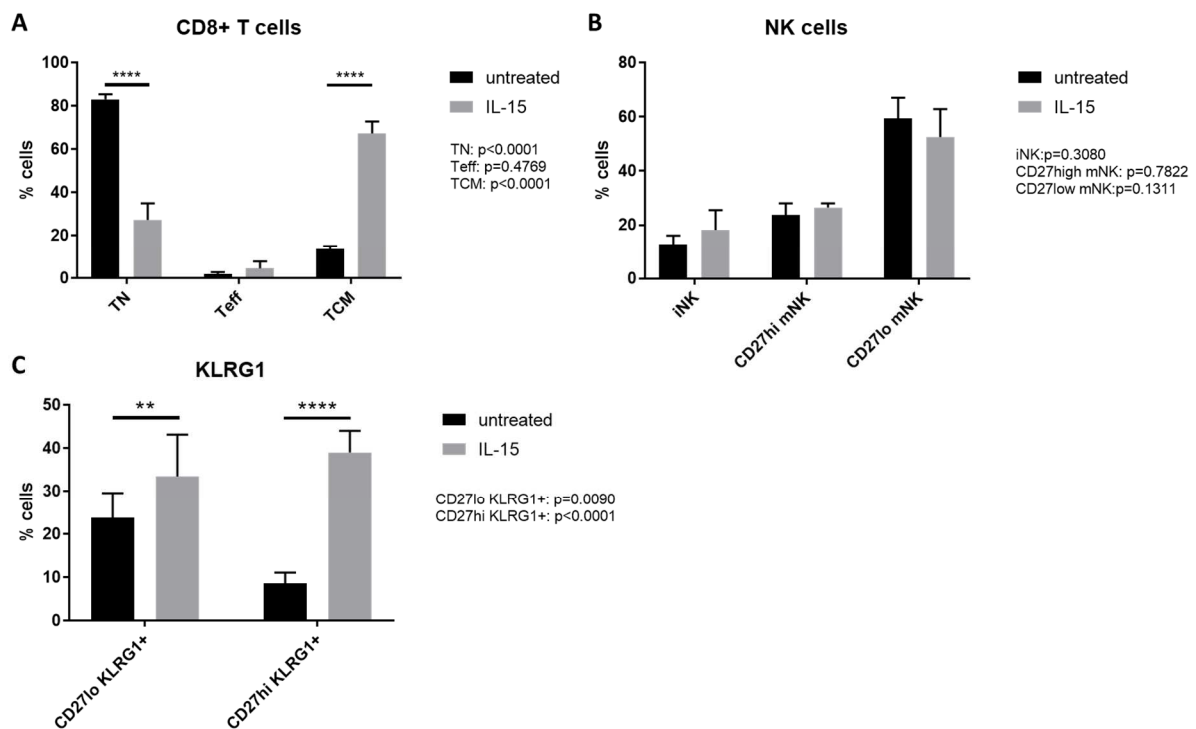 A
CD8+ T cells
% cells
100
80
60
40
20
0
****
****
TN
Teff
TCM
untreated
IL-15
TN: p<0.0001
Teff: p=0.4769
TCM: p<0.0001
B
NK cells
% cells
80
60
40
20
0
iNK
CD27hi mNK
CD27lo mNK
untreated
IL-15
iNK:p=0.3080
CD27high mNK: p=0.7822
CD27low mNK:p=0.1311
C
KLRG1
% cells
50
40
30
20
10
0
**
****
CD27lo KLRG1+
CD27hi KLRG1+
untreated
IL-15
CD27lo KLRG1+: p=0.0090
CD27hi KLRG1+: p<0.0001